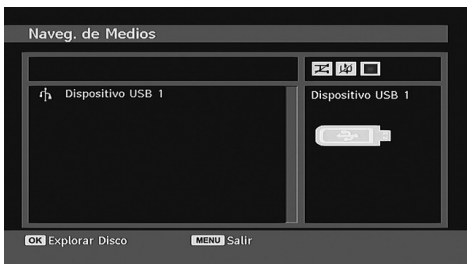 Naveg. de Medios
Dispositivo USB 1
Dispositivo USB 1
OK Explorar Disco MENU Salir